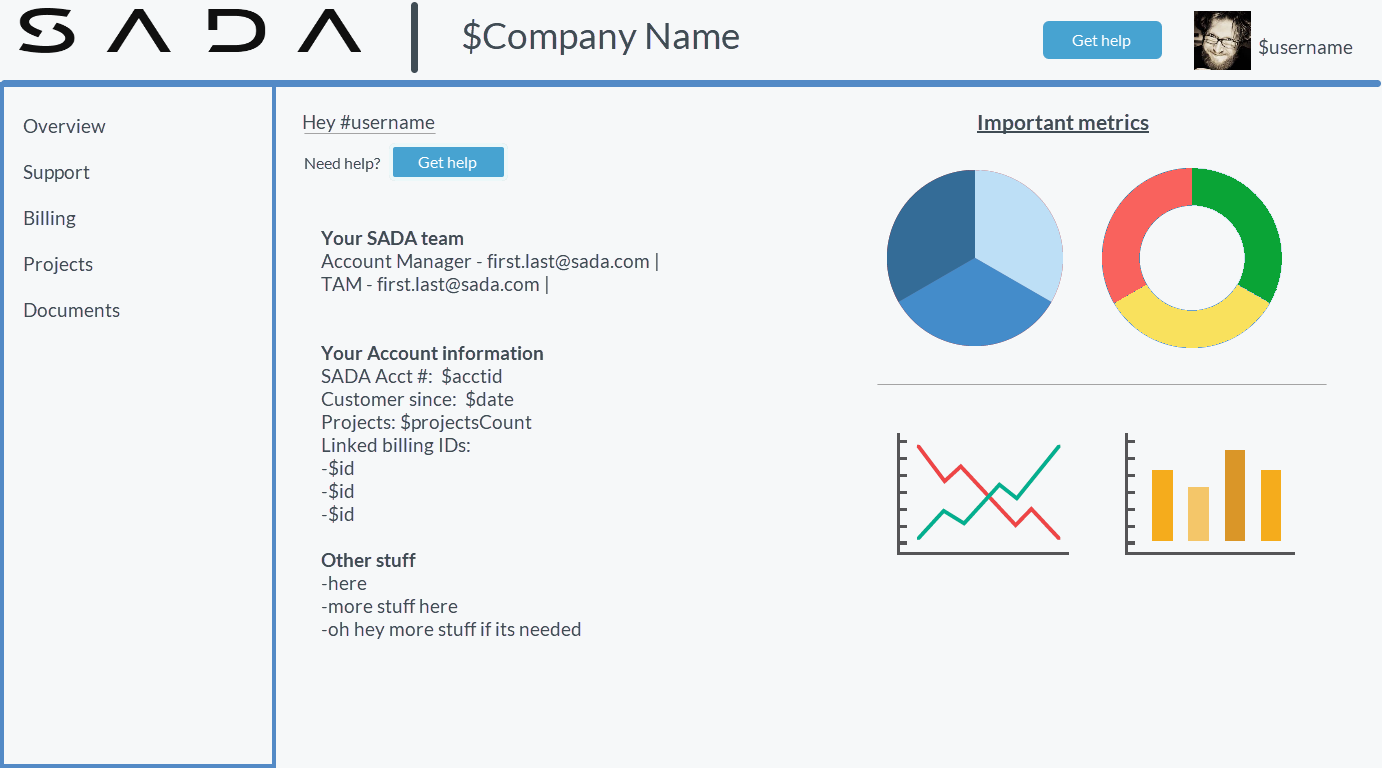 SADA
$Company Name
Get help
$username
Overview
Support
Billing
Projects
Documents
Hey #username
Need help?
Get help
Your SADA team
Account Manager - first.last@sada.com |
TAM - first.last@sada.com |
Your Account information
SADA Acct #:  $acctid
Customer since:  $date
Projects: $projectsCount
Linked billing IDs:
-$id
-$id
-$id
Other stuff
-here
-more stuff here
-oh hey more stuff if its needed
Important metrics